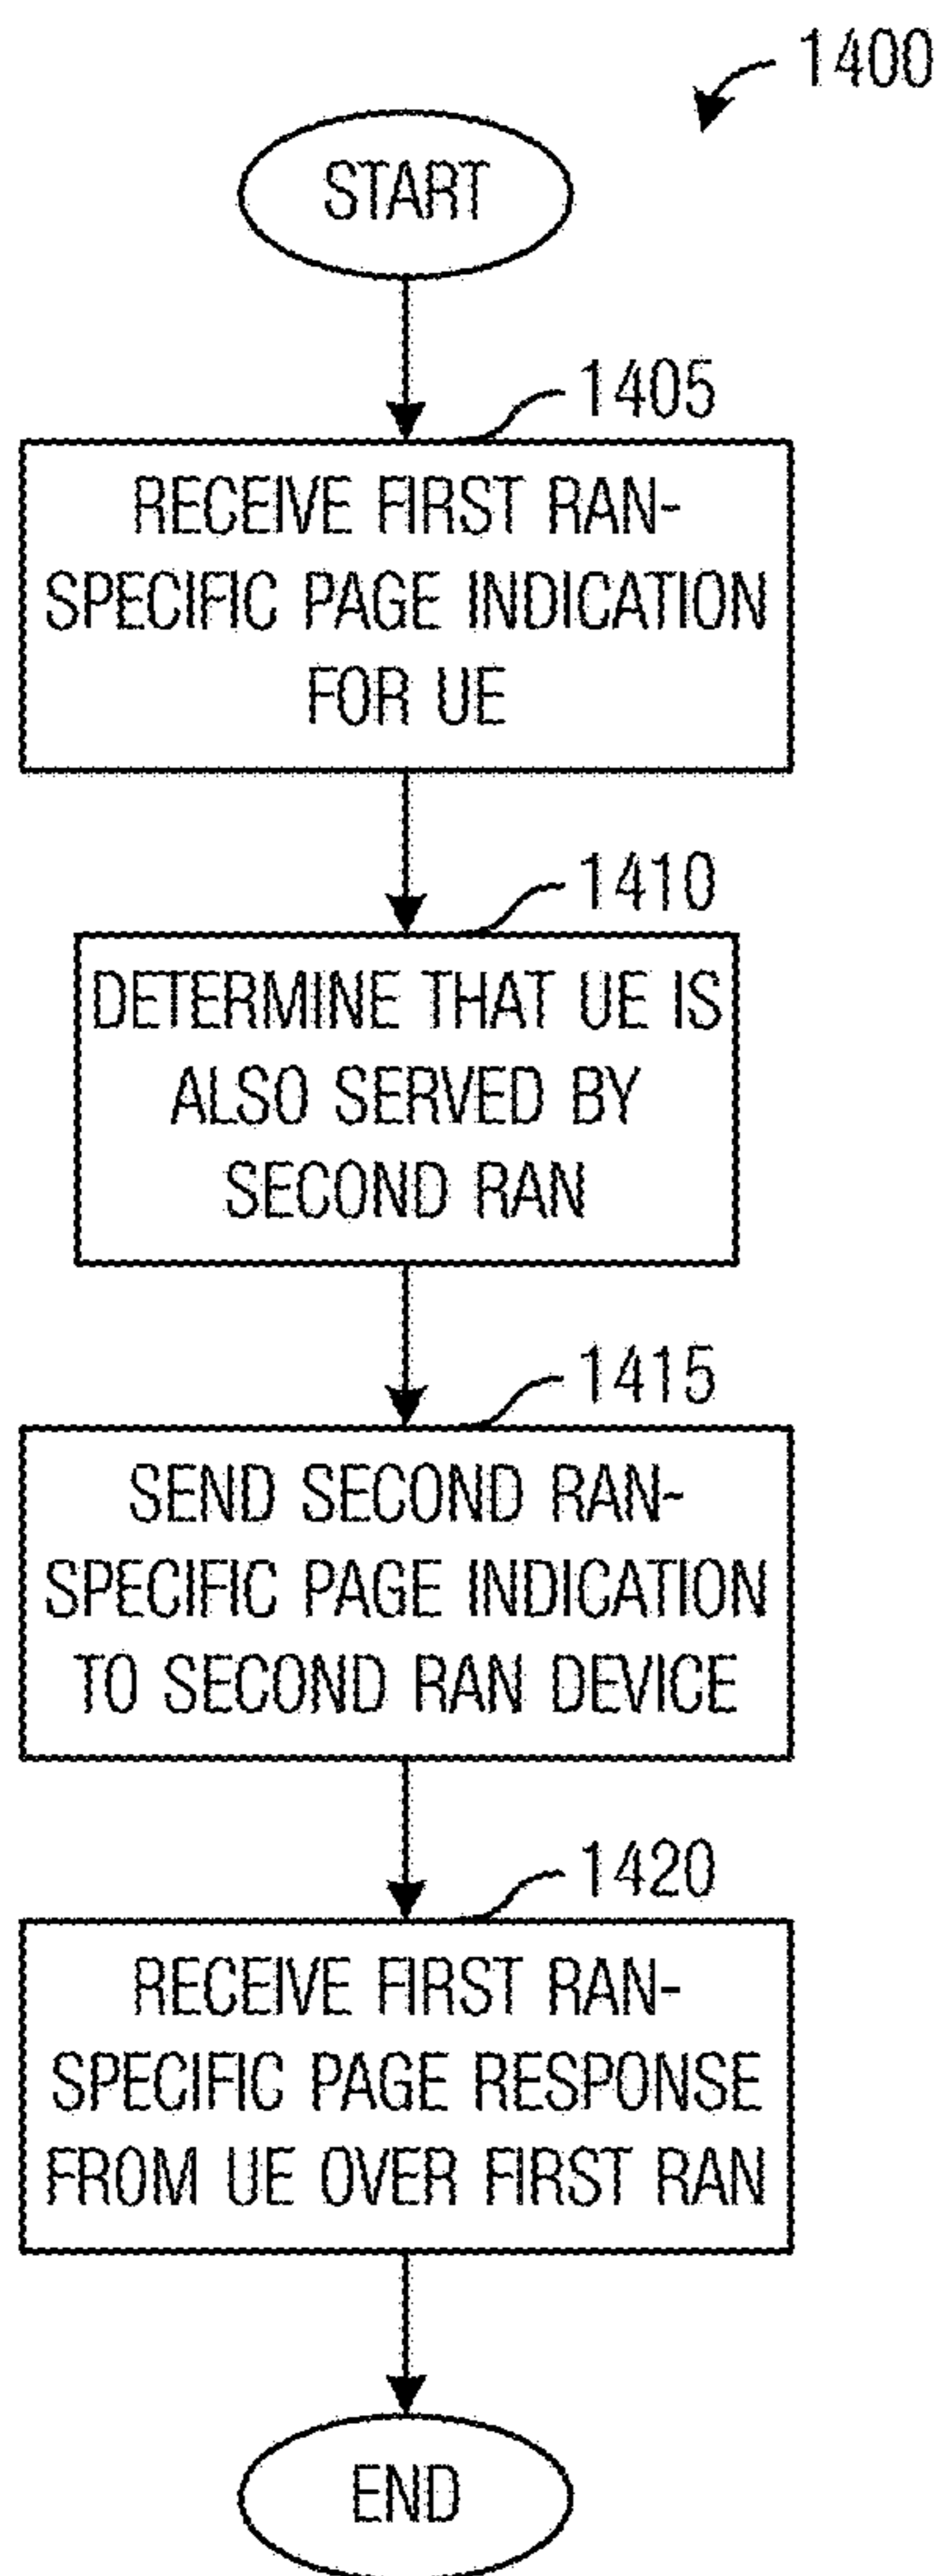 1400
START
1405
RECEIVE FIRST RAN-
SPECIFIC PAGE INDICATION
FOR UE
1410
DETERMINE THAT UE IS
ALSO SERVED BY
SECOND RAN
1415
SEND SECOND RAN-
SPECIFIC PAGE INDICATION
TO SECOND RAN DEVICE
1420
RECEIVE FIRST RAN-
SPECIFIC PAGE RESPONSE
FROM UE OVER FIRST RAN
END